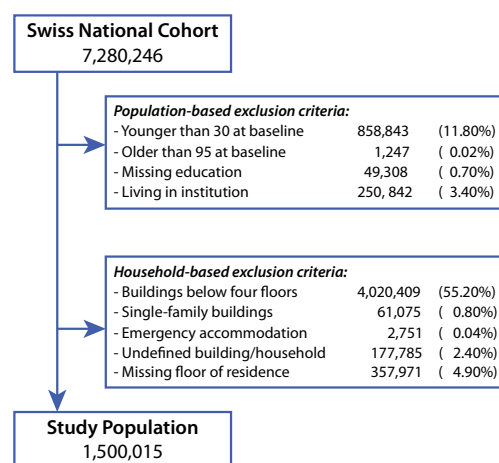 Swiss National Cohort
7,280,246
Population-based exclusion criteria:
- Younger than 30 at baseline 858,843 (11.80%)
- Older than 95 at baseline 1,247 ( 0.02%)
- Missing education 49,308 ( 0.70%)
- Living in institution 250, 842 ( 3.40%)
Household-based exclusion criteria:
- Buildings below four floors 4,020,409 (55.20%)
- Single-family buildings 61,075 ( 0.80%)
- Emergency accommodation 2,751 ( 0.04%)
- Undefined building/household 177,785 ( 2.40%)
- Missing floor of residence 357,971 ( 4.90%)
Study Population
1,500,015